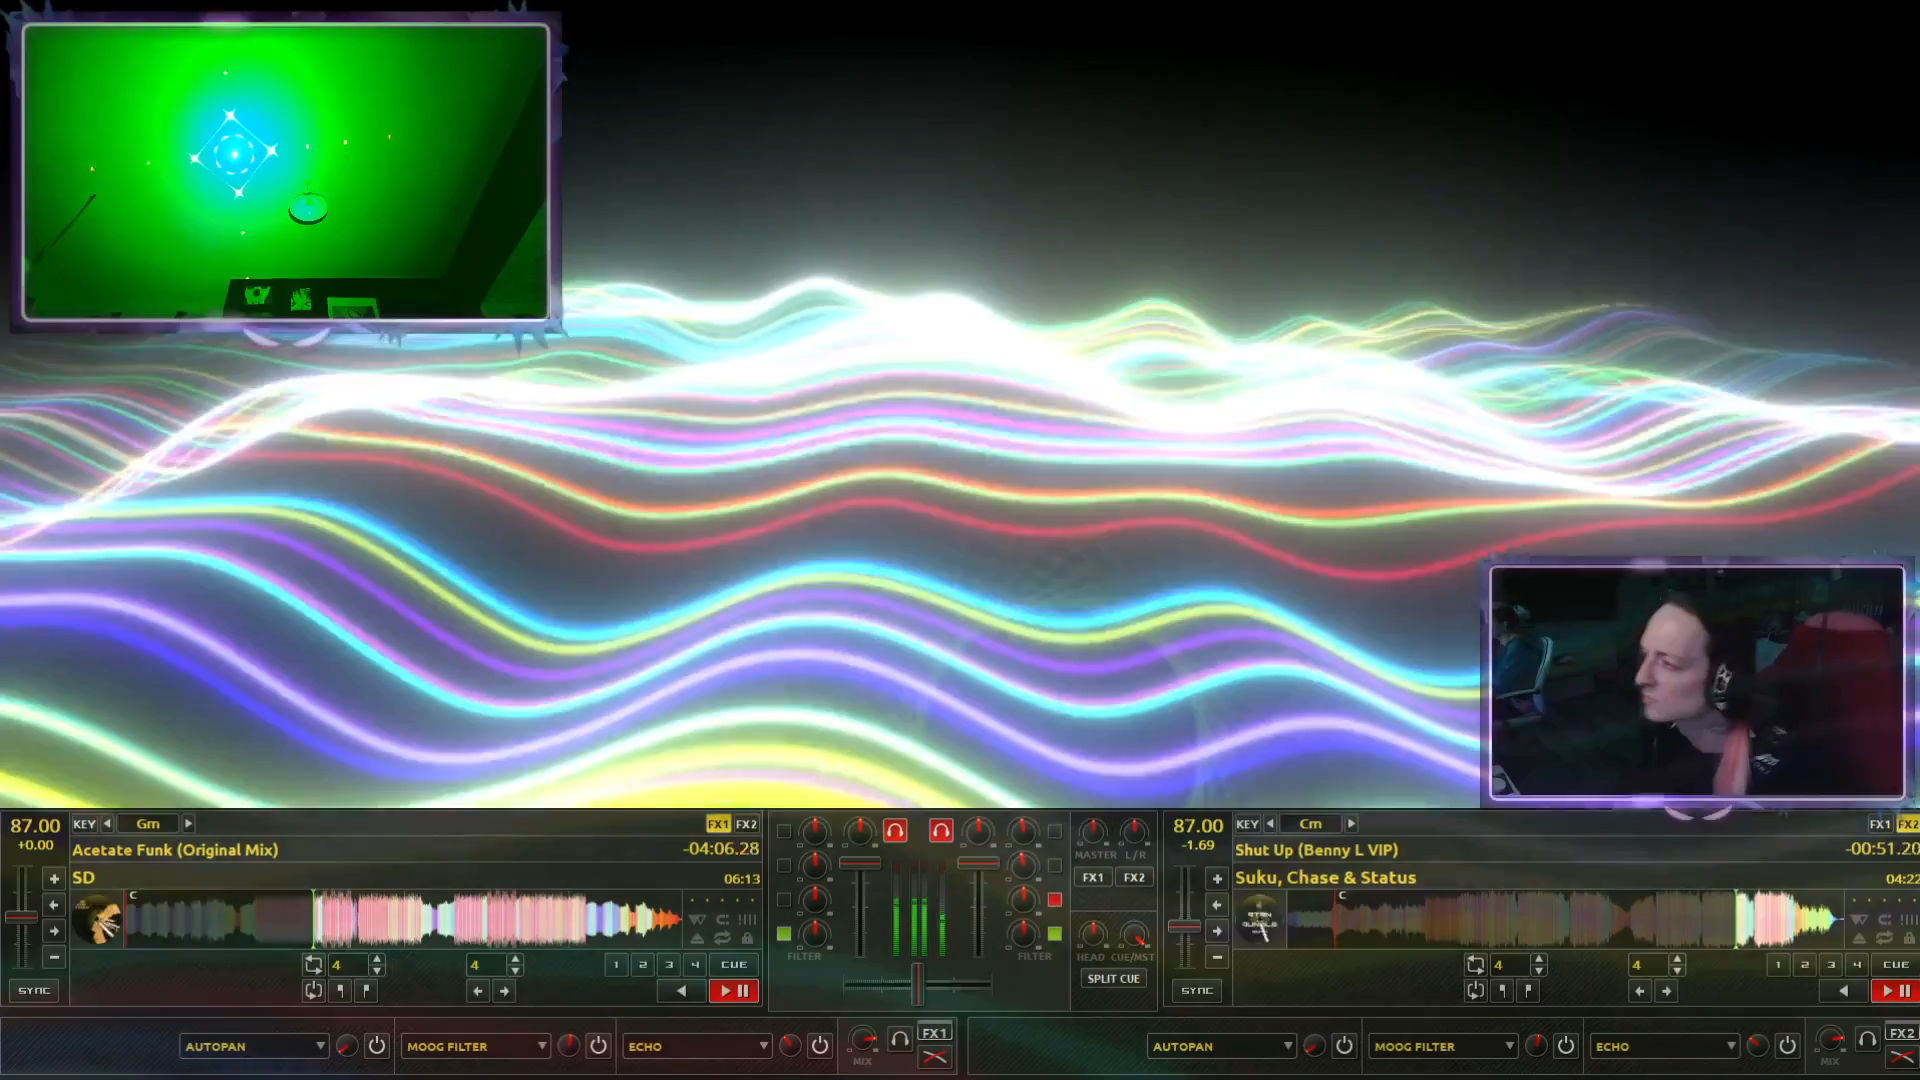 87.00
+0.00
KEY
Gm
FX1 FX2
Acetate Funk (Original Mix)
-04:06.28
SD
06:13
C
4
4
1 2 3 4 CUE
SYNC
FILTER
FILTER
MASTER L/R
FX1 FX2
HEAD CUE/MST
SPLIT CUE
87.00
-1.69
KEY
Cm
FX1 FX2
Shut Up (Benny L VIP)
-00:51.20
Suku, Chase & Status
04:22
C
4
4
1 2 3 4 CUE
SYNC
AUTOPAN
MOOG FILTER
ECHO
MIX
FX1
AUTOPAN
MOOG FILTER
ECHO
MIX
FX2